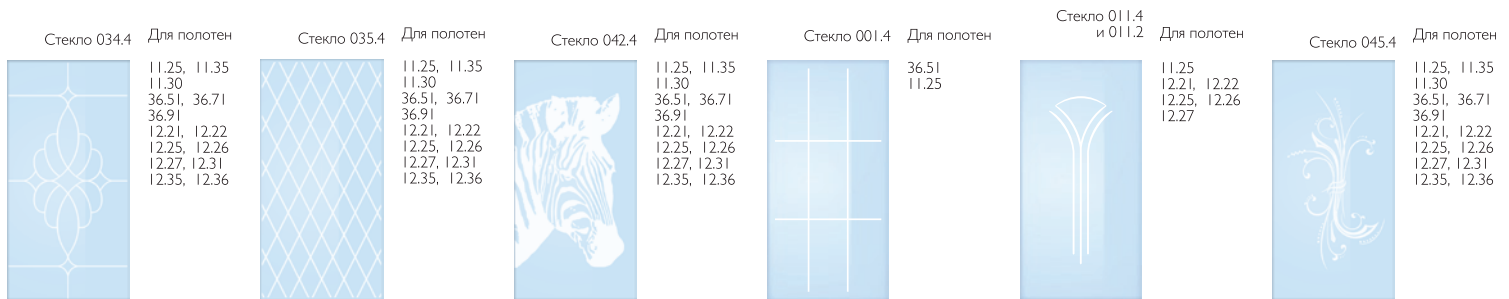 Стекло 034.4
Для полотен
11.25, 11.35
11.30
36.51, 36.71
36.91
12.21, 12.22
12.25, 12.26
12.27, 12.31
12.35, 12.36
Стекло 035.4
Для полотен
11.25, 11.35
11.30
36.51, 36.71
36.91
12.21, 12.22
12.25, 12.26
12.27, 12.31
12.35, 12.36
Стекло 042.4
Для полотен
11.25, 11.35
11.30
36.51, 36.71
36.91
12.21, 12.22
12.25, 12.26
12.27, 12.31
12.35, 12.36
Стекло 001.4
Для полотен
36.51
11.25
Стекло 011.4
и 011.2
Для полотен
11.25
12.21, 12.22
12.25, 12.26
12.27
Стекло 045.4
Для полотен
11.25, 11.35
11.30
36.51, 36.71
36.91
12.21, 12.22
12.25, 12.26
12.27, 12.31
12.35, 12.36